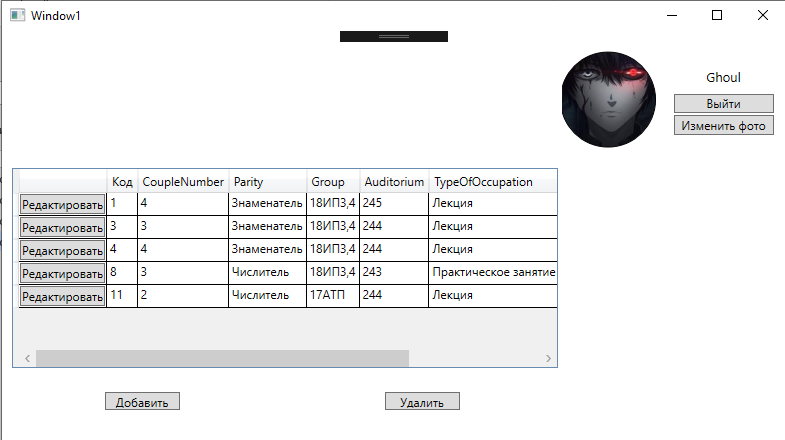 Window1
Ghoul
Выйти
Изменить фото
Код CoupleNumber Parity Group Auditorium TypeOfOccupation
Редактировать 1 4 Знаменатель 18ИП3,4 245 Лекция
Редактировать 3 3 Знаменатель 18ИП3,4 244 Лекция
Редактировать 4 4 Знаменатель 18ИП3,4 244 Лекция
Редактировать 8 3 Числитель 18ИП3,4 243 Практическое занятие
Редактировать 11 2 Числитель 17АТП 244 Лекция
Добавить Удалить